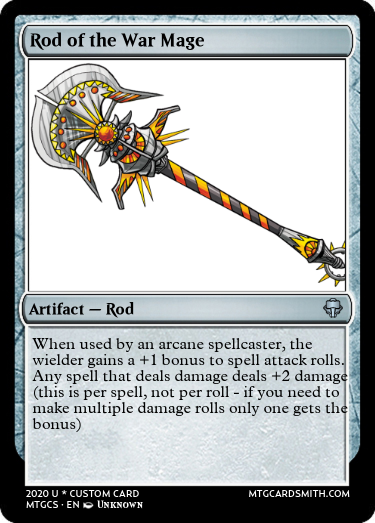 Rod of the War Mage
Artifact — Rod
When used by an arcane spellcaster, the
wielder gains a +1 bonus to spell attack rolls.
Any spell that deals damage deals +2 damage
(this is per spell, not per roll - if you need to
make multiple damage rolls only one gets the
bonus)
2020 U * CUSTOM CARD
MTGCARDSMITH.COM
MTGCS · EN Unknown